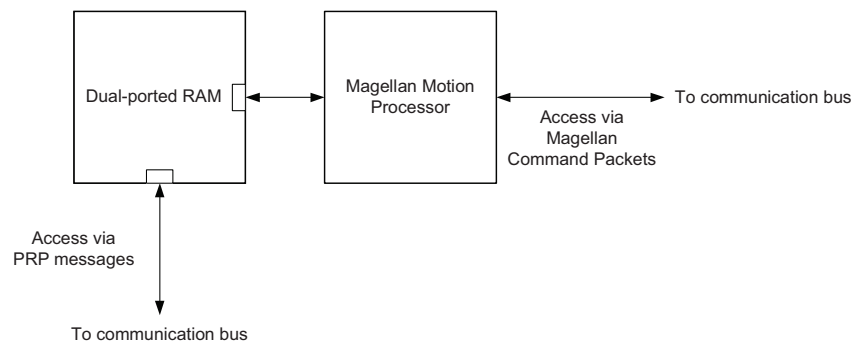 Dual-ported RAM
Magellan Motion
Processor
To communication bus
Access via
Magellan
Command Packets
Access via
PRP messages
To communication bus